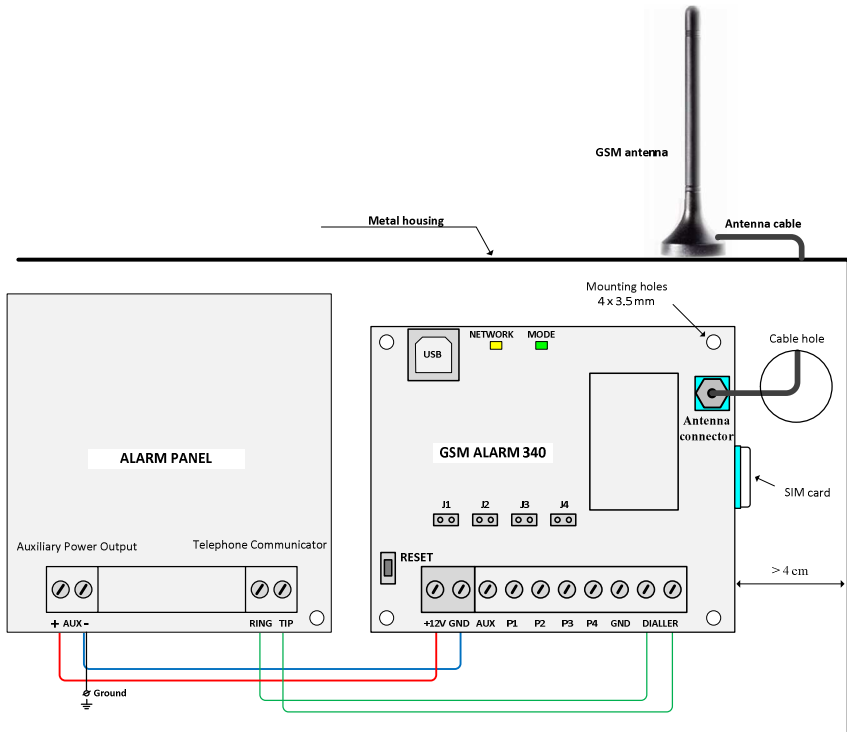 GSM antenna
Metal housing
Antenna cable
Mounting holes
4 x 3.5mm
NETWORK MODE
Cable hole
USB
Antenna
connector
ALARM PANEL
GSM ALARM 340
SIM card
J1 J2 J3 J4
Auxiliary Power Output
Telephone Communicator
RESET
> 4 cm
+ AUX - RING TIP
+12V GND AUX P1 P2 P3 P4 GND DIALLER
Ground